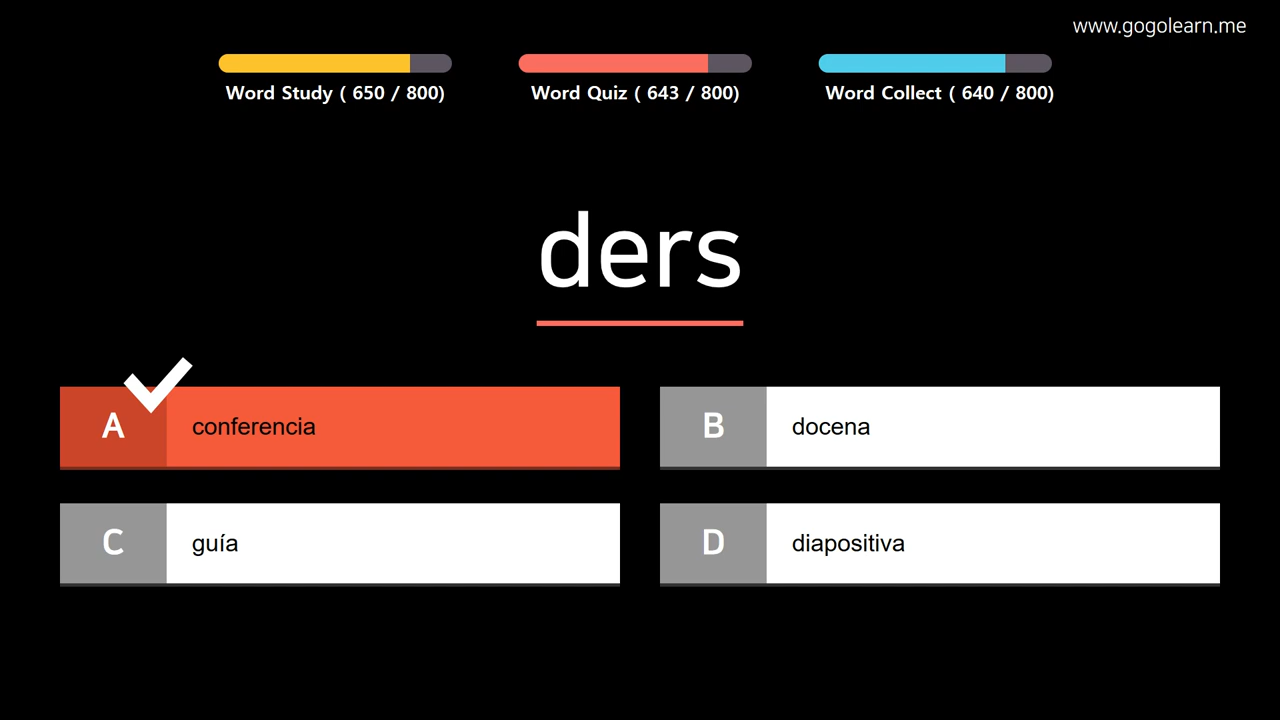 www.gogolearn.me
Word Study ( 650 / 800)
Word Quiz ( 643 / 800)
Word Collect ( 640 / 800)
ders
A conferencia
B docena
C guía
D diapositiva